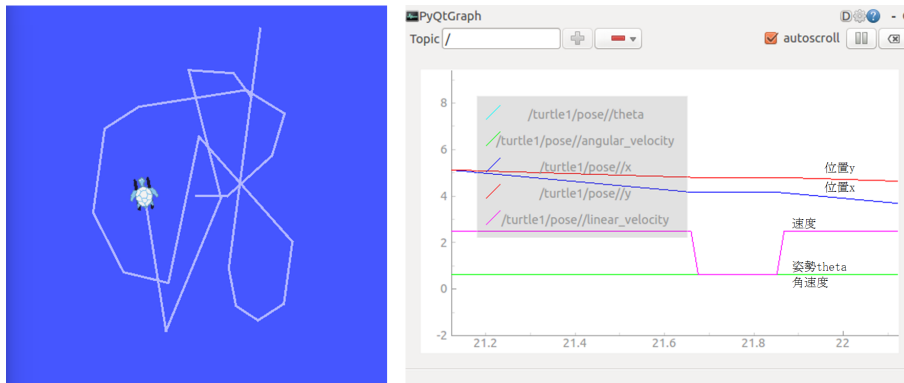 PyQtGraph
D
Topic /
autoscroll
8
6
4
2
0
-2
/turtle1/pose//theta
/turtle1/pose//angular_velocity
/turtle1/pose//x
/turtle1/pose//y
/turtle1/pose//linear_velocity
位置y
位置x
速度
姿勢theta
角速度
21.2 21.4 21.6 21.8 22